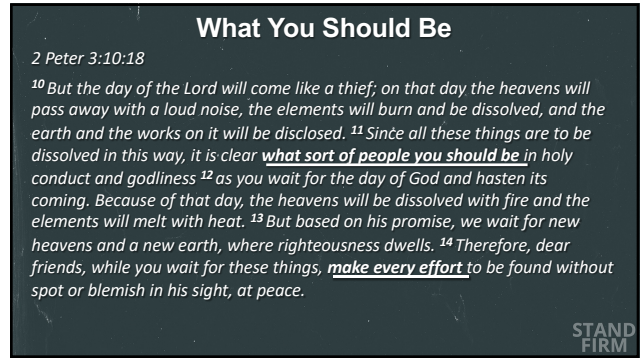 What You Should Be
2 Peter 3:10:18
10 But the day of the Lord will come like a thief; on that day the heavens will
pass away with a loud noise, the elements will burn and be dissolved, and the
earth and the works on it will be disclosed. 11 Since all these things are to be
dissolved in this way, it is clear what sort of people you should be in holy
conduct and godliness 12 as you wait for the day of God and hasten its
coming. Because of that day, the heavens will be dissolved with fire and the
elements will melt with heat. 13 But based on his promise, we wait for new
heavens and a new earth, where righteousness dwells. 14 Therefore, dear
friends, while you wait for these things, make every effort to be found without
spot or blemish in his sight, at peace.
STAND
FIRM